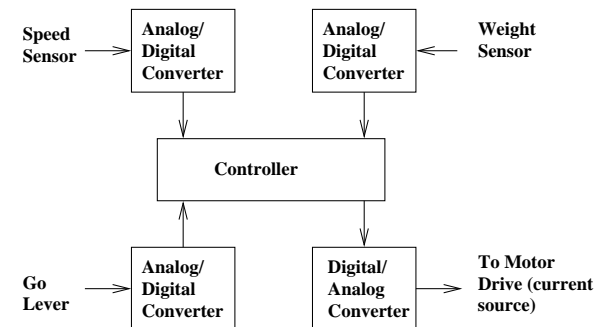 Speed
Sensor
Analog/
Digital
Converter
Analog/
Digital
Converter
Weight
Sensor
Controller
Go
Lever
Analog/
Digital
Converter
Digital/
Analog
Converter
To Motor
Drive (current
source)